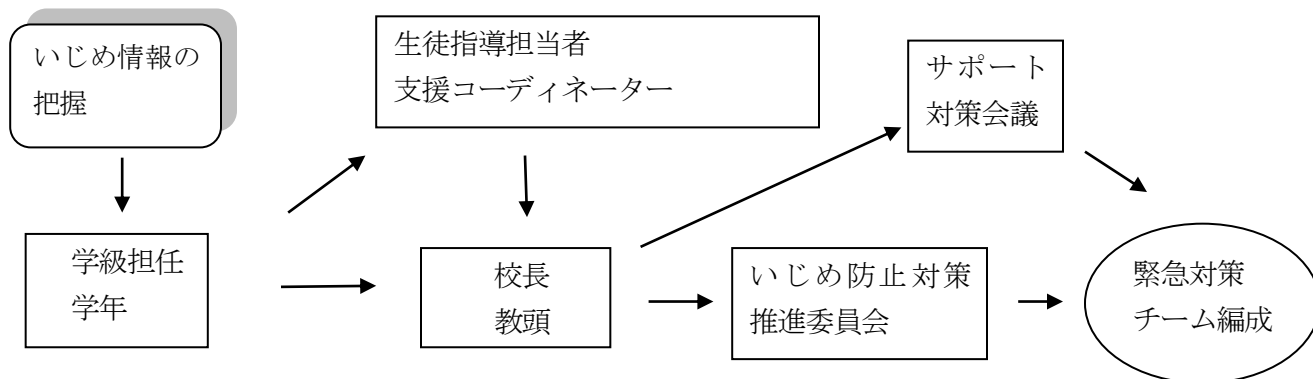 いじめ情報の
把握
生徒指導担当者
支援コーディネーター
サポート
対策会議
学級担任
学年
校長
教頭
いじめ防止対策
推進委員会
緊急対策
チーム編成